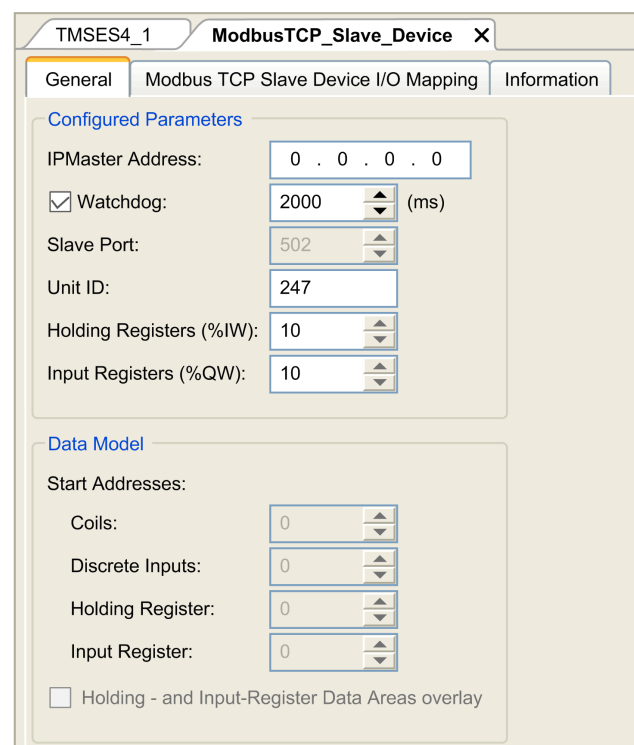 TMSES4_1 ModbusTCP_Slave_Device X
General Modbus TCP Slave Device I/O Mapping Information
Configured Parameters
IPMaster Address: 0 . 0 . 0 . 0
Watchdog: 2000 (ms)
Slave Port: 502
Unit ID: 247
Holding Registers (%IW): 10
Input Registers (%QW): 10
Data Model
Start Addresses:
Coils: 0
Discrete Inputs: 0
Holding Register: 0
Input Register: 0
Holding - and Input-Register Data Areas overlay